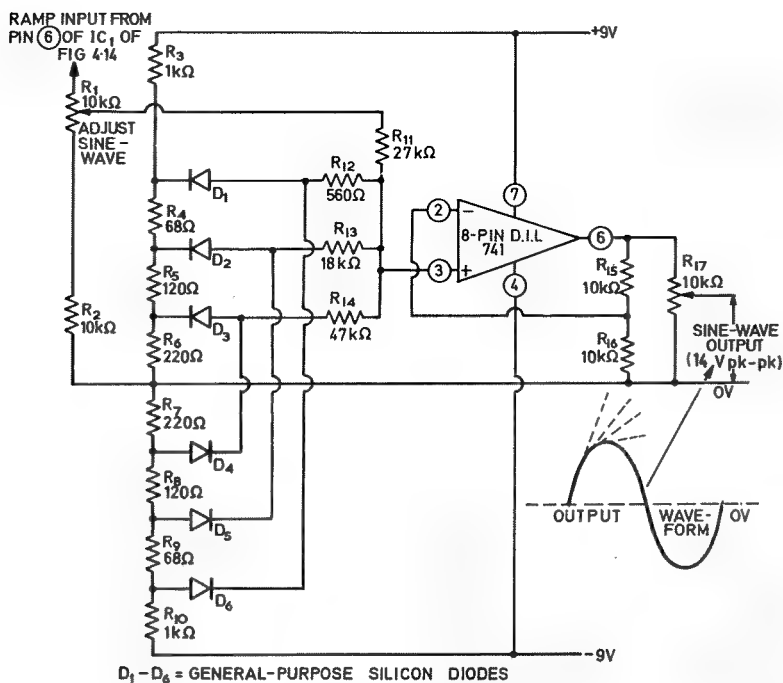 RAMP INPUT FROM
PIN 6 OF IC1 OF
FIG 4·14
R1
10kΩ
ADJUST
SINE-
WAVE
R2
10kΩ
R3
1kΩ
+9V
R11
27kΩ
D1
R12
560Ω
R4
68Ω
D2
R13
18kΩ
R5
120Ω
D3
R14
47kΩ
R6
220Ω
2
−
3
+
8-PIN D.I.L
741
7
4
6
R15
10kΩ
R16
10kΩ
R17
10kΩ
SINE-WAVE
OUTPUT
(14 V pk-pk)
0V
R7
220Ω
D4
R8
120Ω
D5
R9
68Ω
D6
R10
1kΩ
OUTPUT
WAVE-
FORM
0V
−9V
D1–D6 = GENERAL-PURPOSE SILICON DIODES